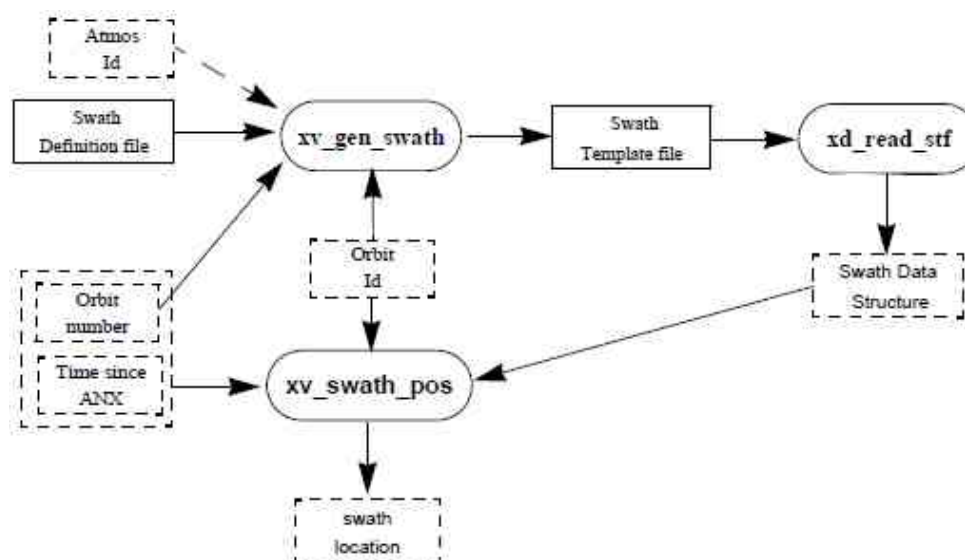 Atmos
Id
Swath
Definition file
xv_gen_swath
Swath
Template file
xd_read_stf
Orbit
Id
Swath Data
Structure
Orbit
number
Time since
ANX
xv_swath_pos
swath
location